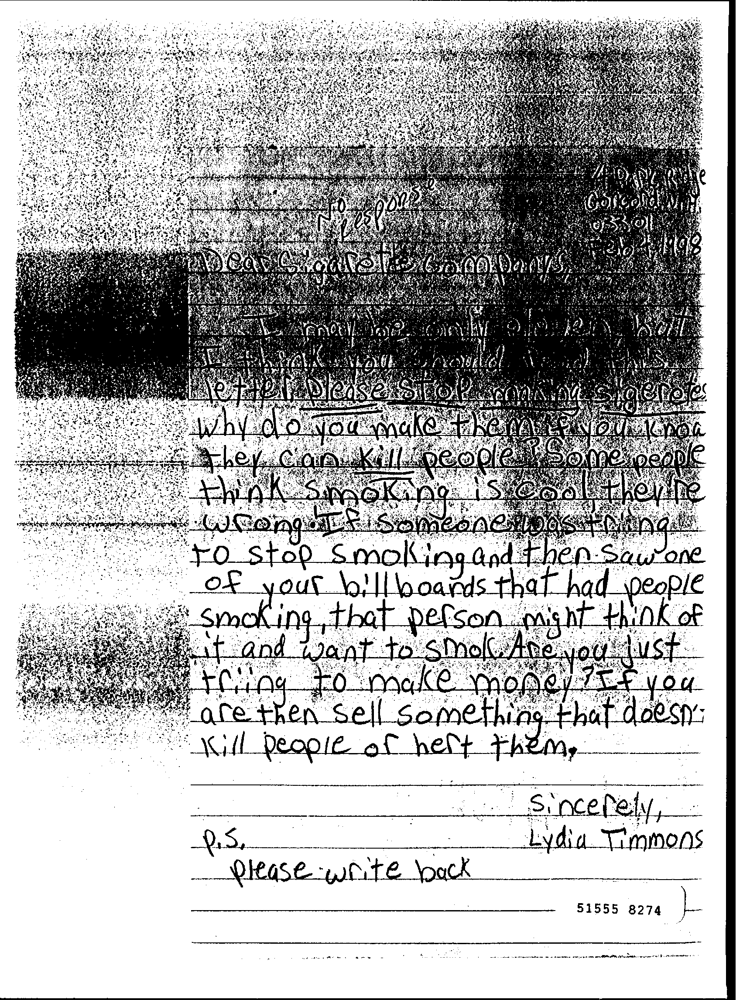 Ridge
Concord N.H.
03301
No response
Feb 4 1998
Dear Sigarette Company,
I may be only eleven, but
I think you should read this
letter. please stop making sigerotes
why do you make them if you knoa
they can kill people? Some people
think smoking is cool, they're
wrong. If someone was triing
to stop smoking and then saw one
of your billboards that had people
smoking, that person might think of
it and want to smok. Are you just
triing to make money? If you
are then sell something that doesn't
kill people or hert them.
Sincerely,
p.s. Lydia Timmons
please write back
51555 8274